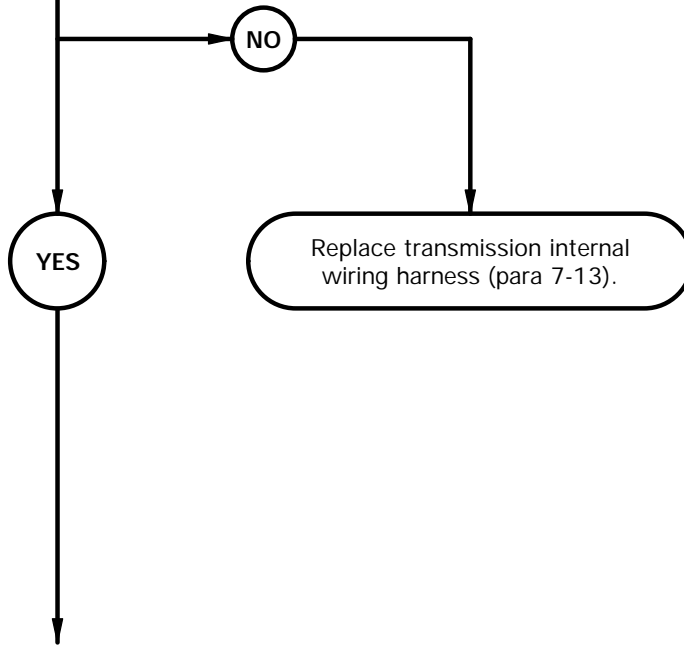 NO
YES
Replace transmission internal
wiring harness (para 7-13).